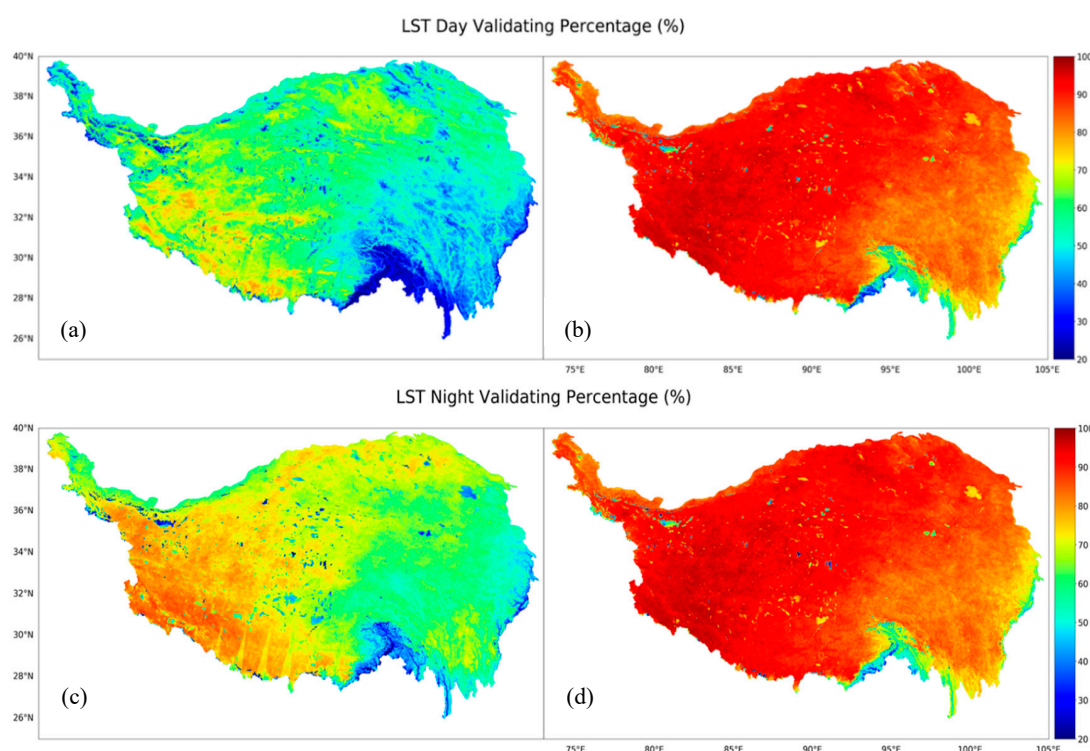 LST Day Validating Percentage (%)
40°N
38°N
36°N
34°N
32°N
30°N
28°N
26°N
(a)
(b)
100
90
80
70
60
50
40
30
20
75°E 80°E 85°E 90°E 95°E 100°E 105°E
LST Night Validating Percentage (%)
40°N
38°N
36°N
34°N
32°N
30°N
28°N
26°N
(c)
(d)
100
90
80
70
60
50
40
30
20
75°E 80°E 85°E 90°E 95°E 100°E 105°E